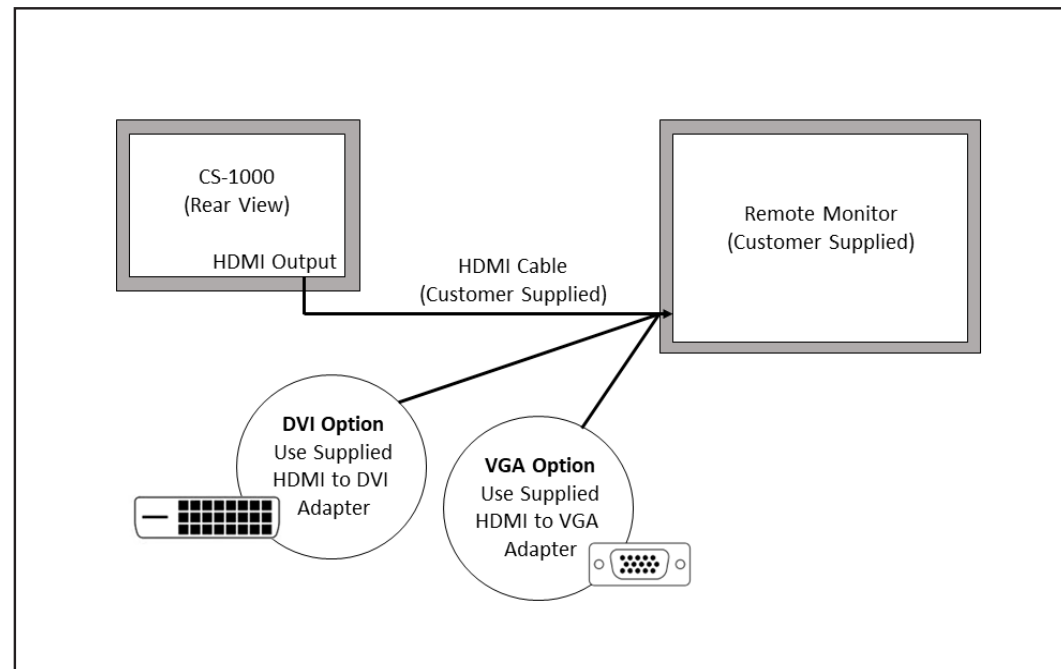 CS-1000
(Rear View)
HDMI Output
HDMI Cable
(Customer Supplied)
Remote Monitor
(Customer Supplied)
DVI Option
Use Supplied
HDMI to DVI
Adapter
VGA Option
Use Supplied
HDMI to VGA
Adapter